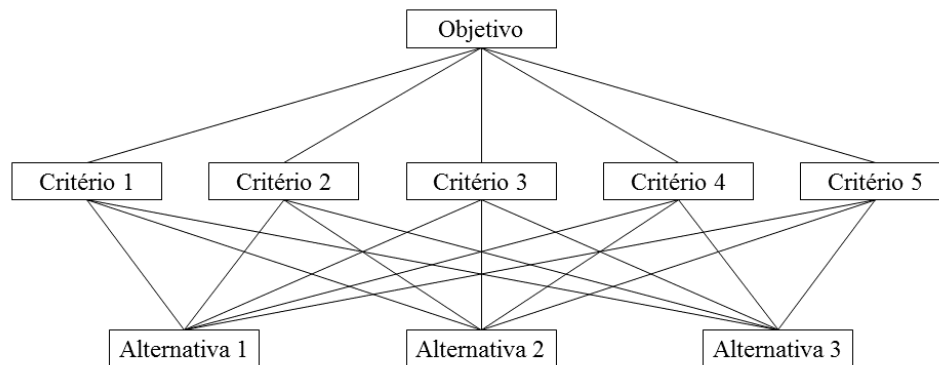 Objetivo
Critério 1
Critério 2
Critério 3
Critério 4
Critério 5
Alternativa 1
Alternativa 2
Alternativa 3